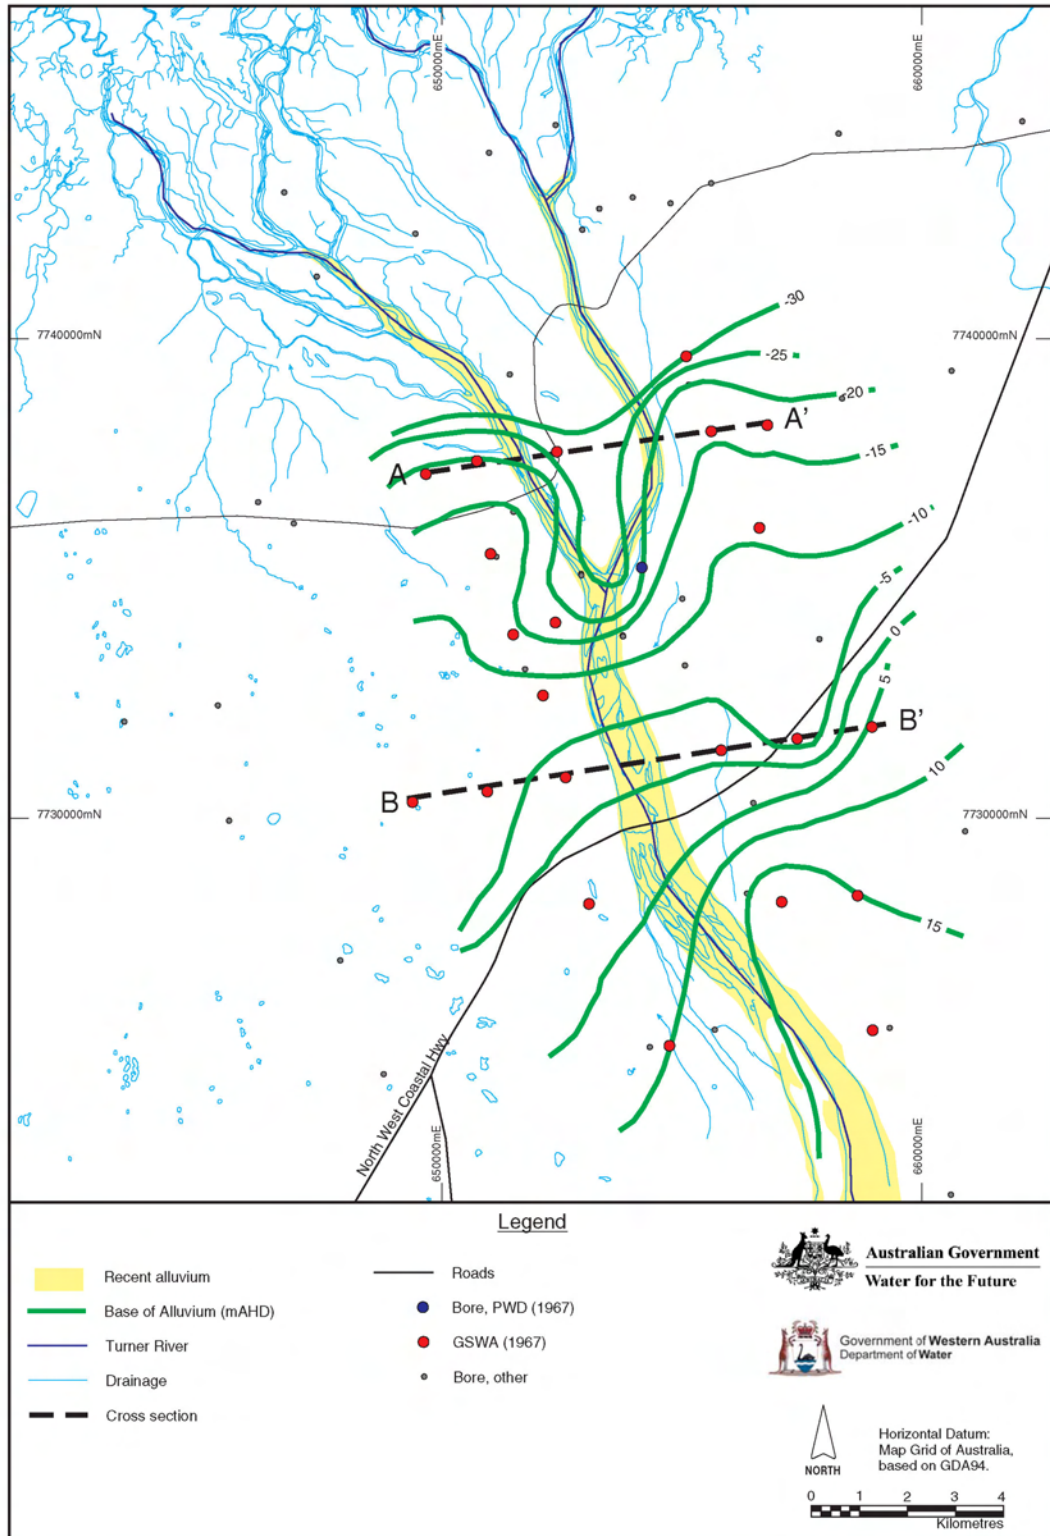 650000mE
660000mE
7740000mN
7740000mN
-30
-25
-20
-15
-10
-5
0
5
10
15
A
A'
B
B'
7730000mN
7730000mN
North West Coastal Hwy
650000mE
660000mE
Legend
Recent alluvium
Base of Alluvium (mAHD)
Turner River
Drainage
Cross section
Roads
Bore, PWD (1967)
GSWA (1967)
Bore, other
Australian Government
Water for the Future
Government of Western Australia
Department of Water
NORTH
Horizontal Datum:
Map Grid of Australia,
based on GDA94.
0 1 2 3 4
Kilometres